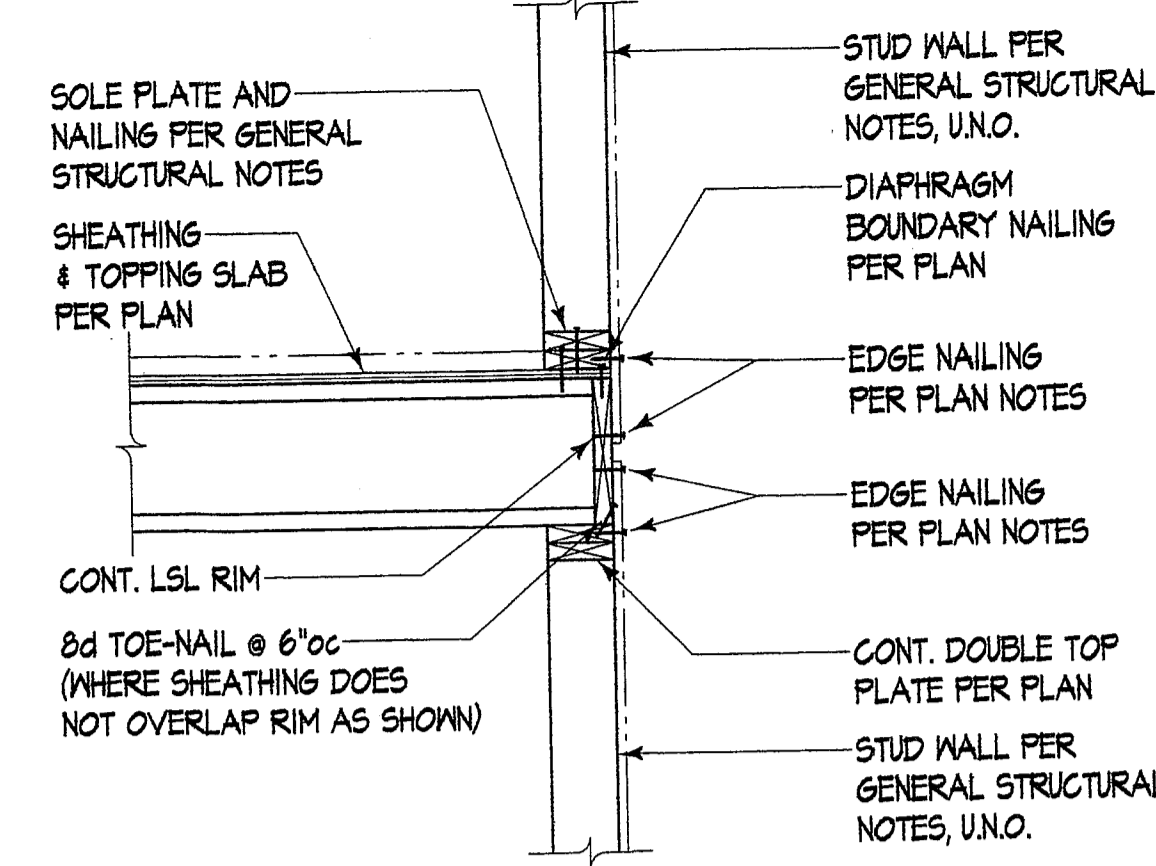 SOLE PLATE AND
NAILING PER GENERAL
STRUCTURAL NOTES
SHEATHING
& TOPPING SLAB
PER PLAN
CONT. LSL RIM
8d TOE-NAIL @ 6"oc
(WHERE SHEATHING DOES
NOT OVERLAP RIM AS SHOWN)
STUD WALL PER
GENERAL STRUCTURAL
NOTES, U.N.O.
DIAPHRAGM
BOUNDARY NAILING
PER PLAN
EDGE NAILING
PER PLAN NOTES
EDGE NAILING
PER PLAN NOTES
CONT. DOUBLE TOP
PLATE PER PLAN
STUD WALL PER
GENERAL STRUCTURAL
NOTES, U.N.O.